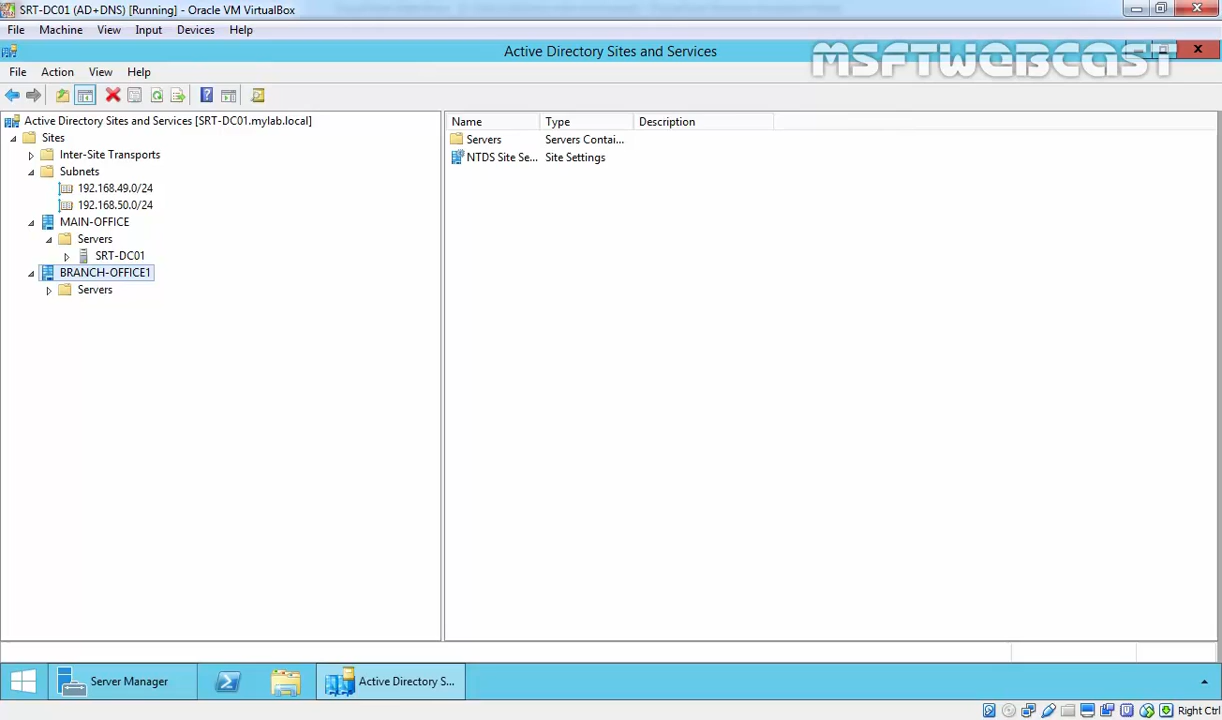 SRT-DC01 (AD+DNS) [Running] - Oracle VM VirtualBox
File Machine View Input Devices Help
Active Directory Sites and Services
MSFTWEBCAST
File Action View Help
Active Directory Sites and Services [SRT-DC01.mylab.local]
Sites
Inter-Site Transports
Subnets
192.168.49.0/24
192.168.50.0/24
MAIN-OFFICE
Servers
SRT-DC01
BRANCH-OFFICE1
Servers
Name Type Description
Servers Servers Contai...
NTDS Site Se... Site Settings
Server Manager
Active Directory S...
Right Ctrl